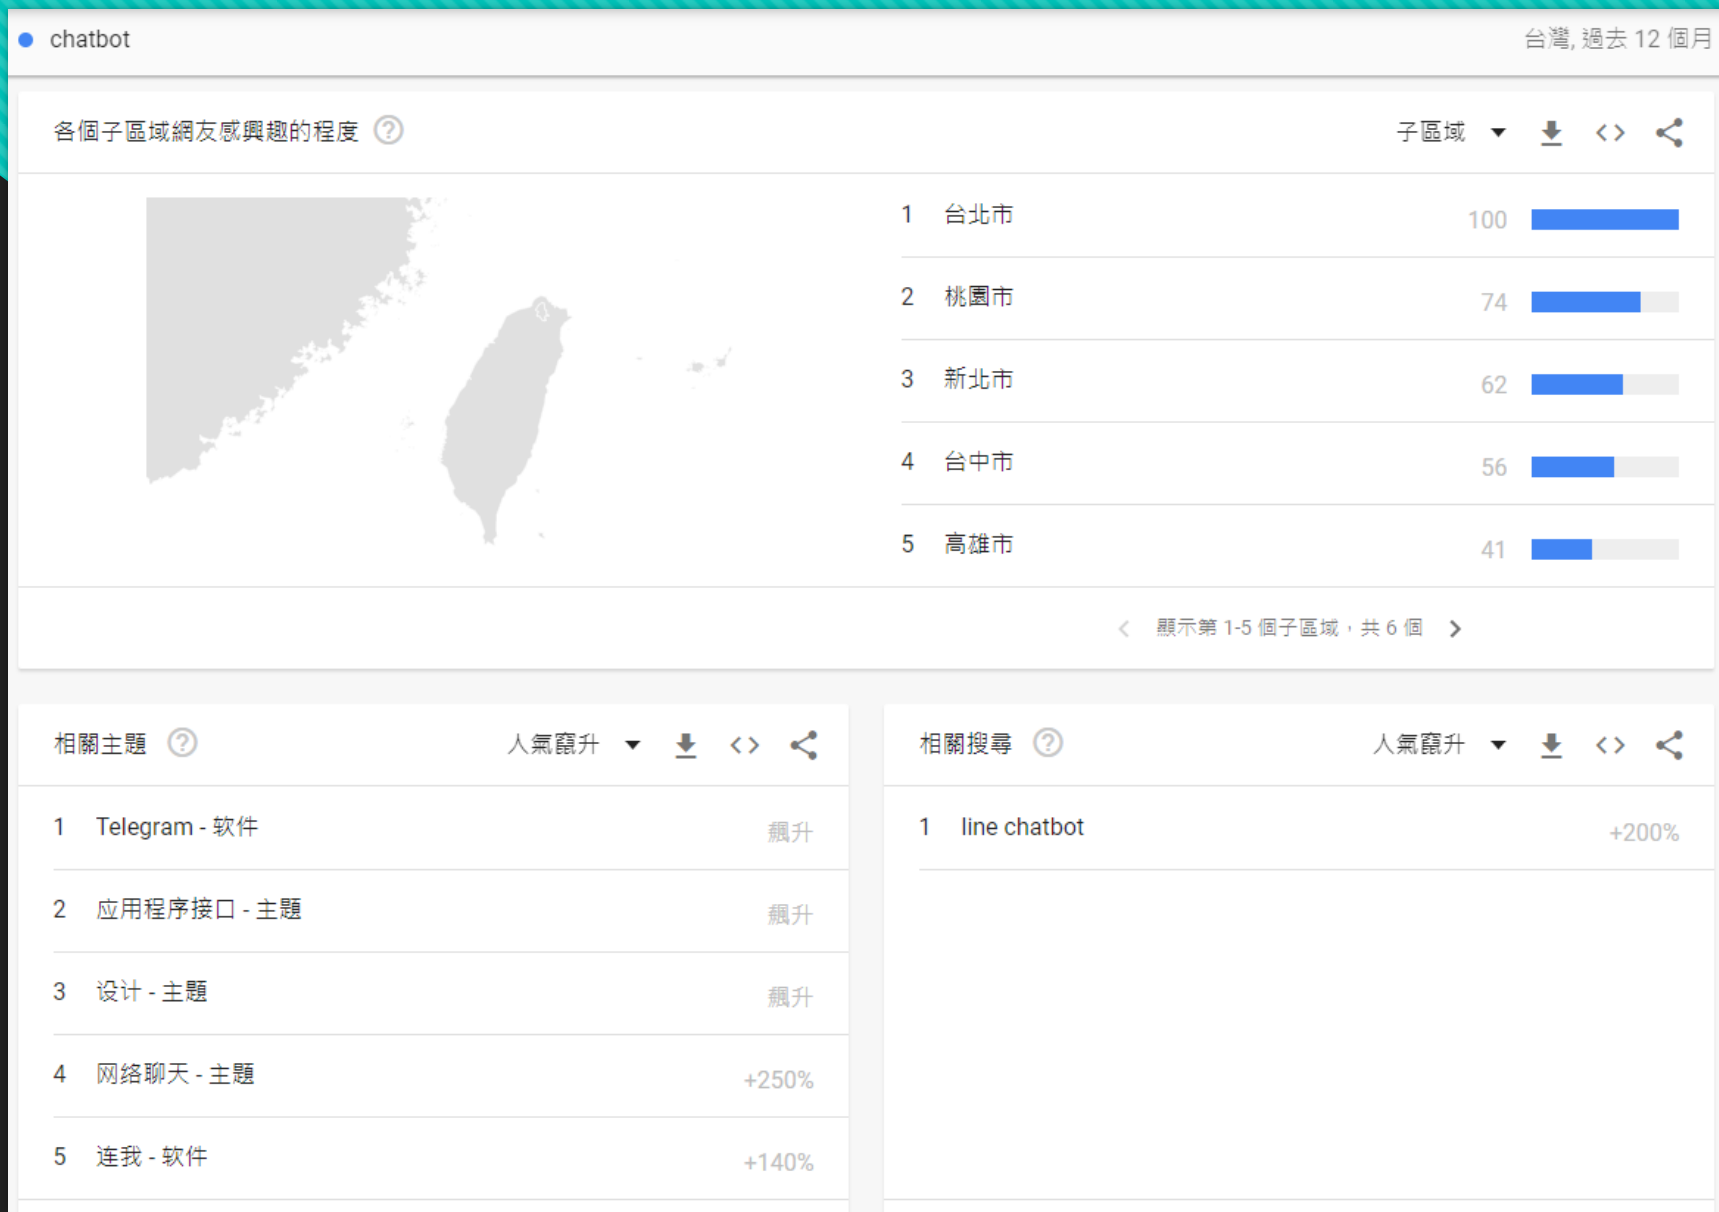 chatbot
台灣, 過去 12 個月
各個子區域網友感興趣的程度 ?
子區域
1 台北市 100
2 桃園市 74
3 新北市 62
4 台中市 56
5 高雄市 41
顯示第 1-5 個子區域，共 6 個
相關主題 ?
人氣竄升
1 Telegram - 软件 飆升
2 应用程序接口 - 主題 飆升
3 设计 - 主題 飆升
4 网络聊天 - 主題 +250%
5 连我 - 软件 +140%
相關搜尋 ?
人氣竄升
1 line chatbot +200%